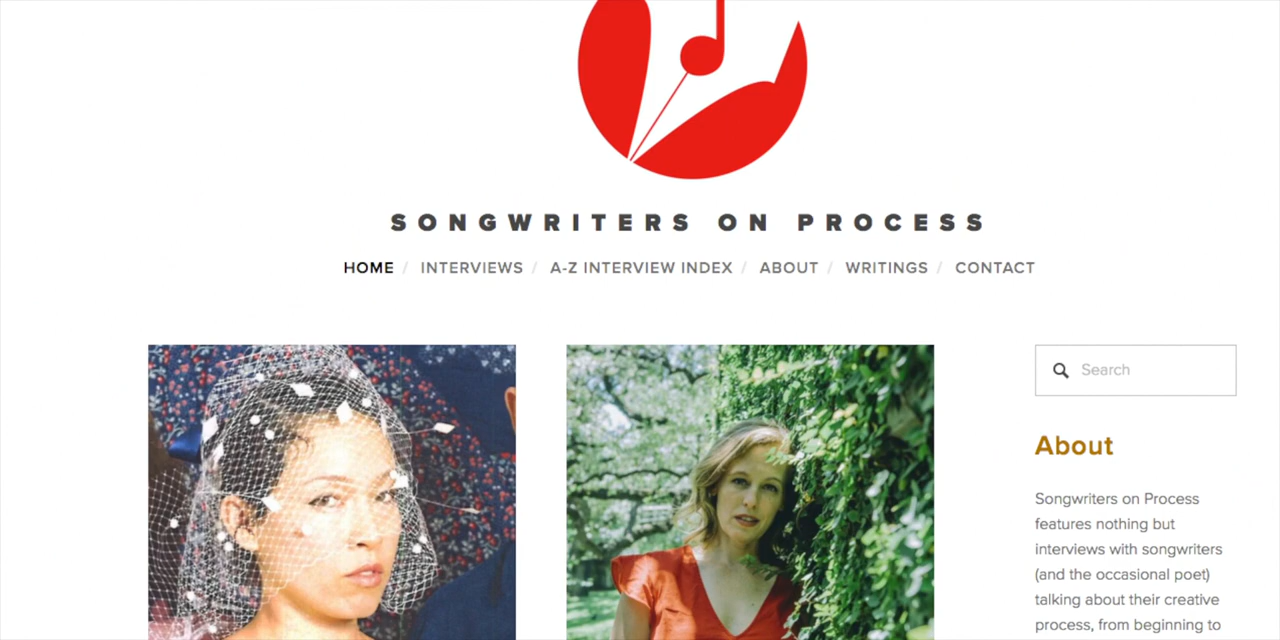 SONGWRITERS ON PROCESS
HOME / INTERVIEWS / A-Z INTERVIEW INDEX / ABOUT / WRITINGS / CONTACT
Search
About
Songwriters on Process
features nothing but
interviews with songwriters
(and the occasional poet)
talking about their creative
process, from beginning to